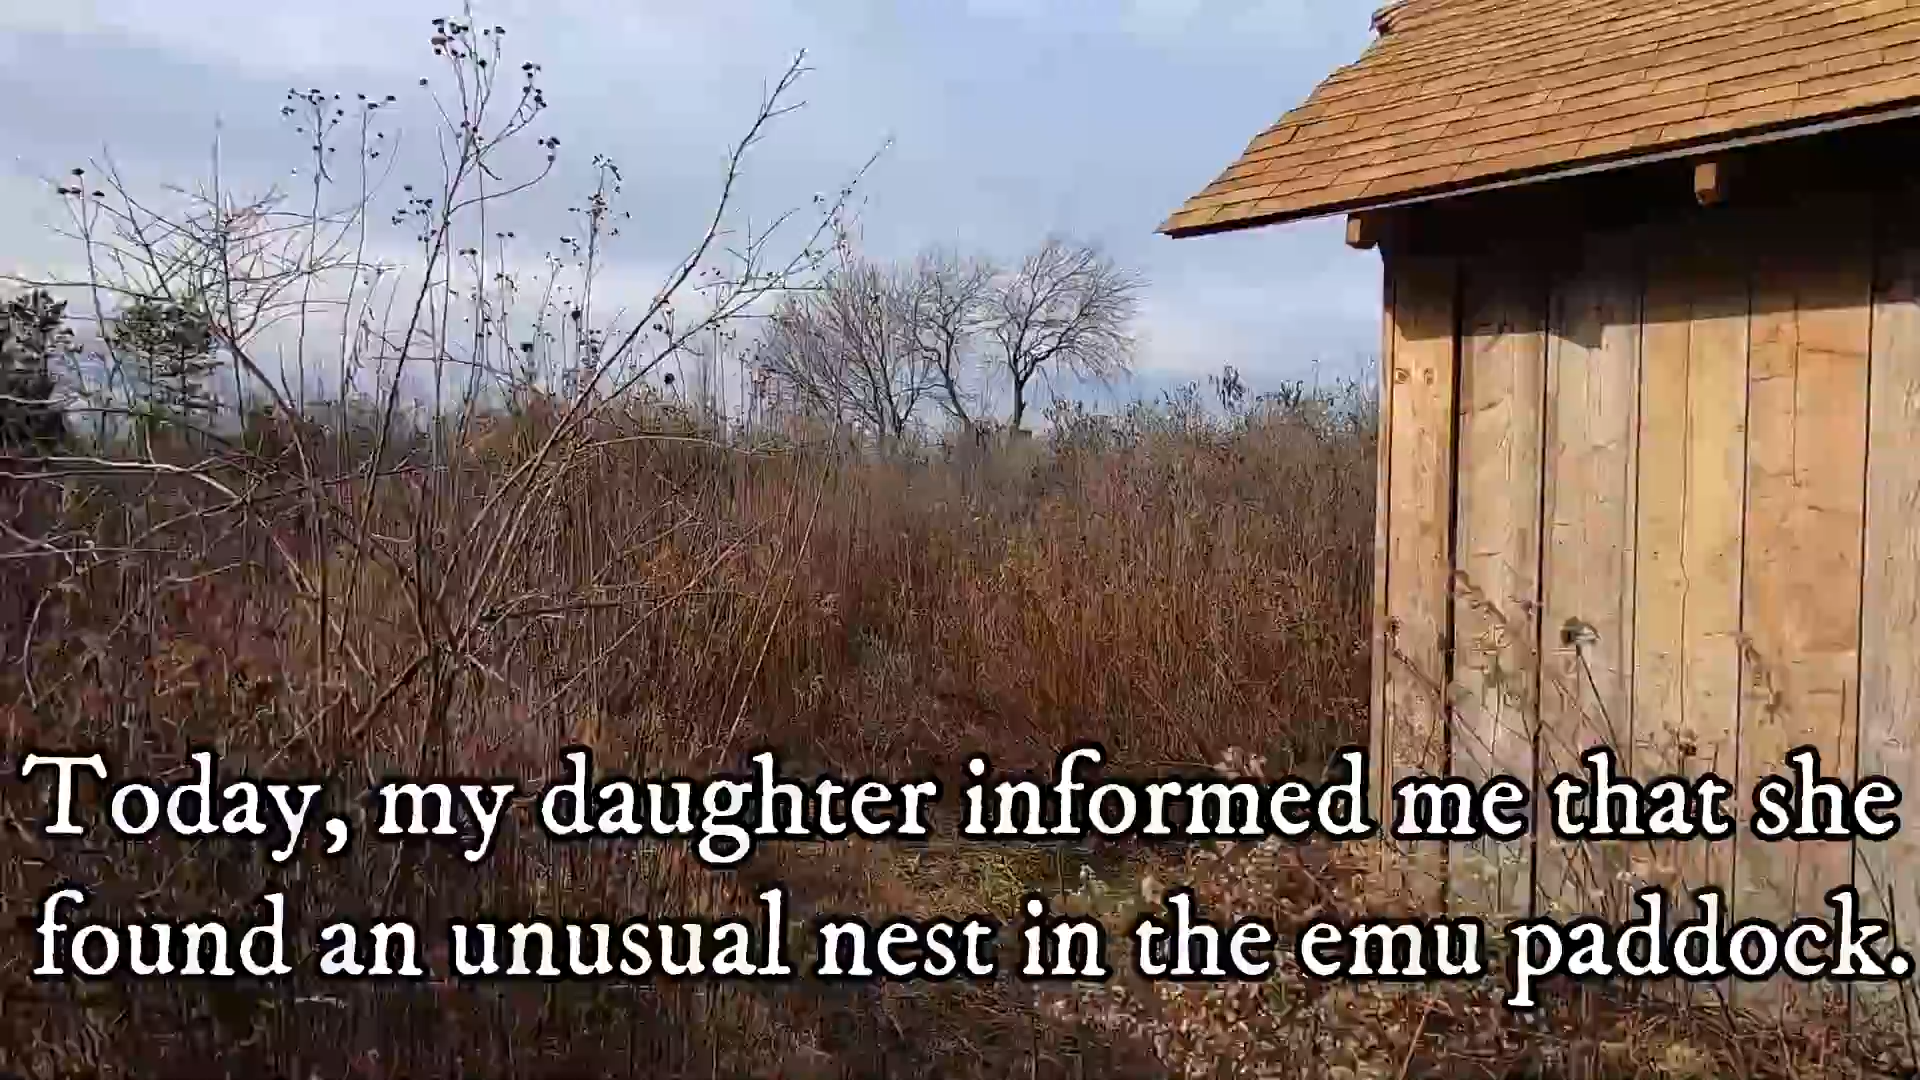 Today, my daughter informed me that she
found an unusual nest in the emu paddock.